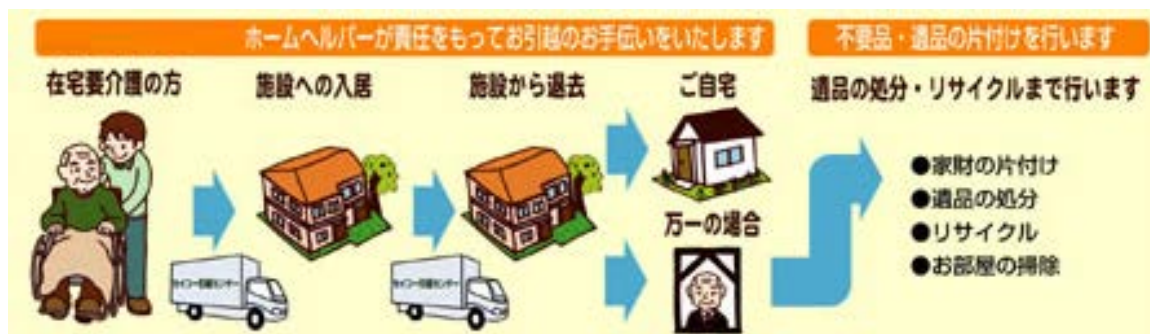 ホームヘルパーが責任をもってお引越のお手伝いをいたします
不要品・遺品の片付けを行います
在宅要介護の方
施設への入居
施設から退去
ご自宅
遺品の処分・リサイクルまで行います
●家財の片付け
●遺品の処分
●リサイクル
●お部屋の掃除
万一の場合